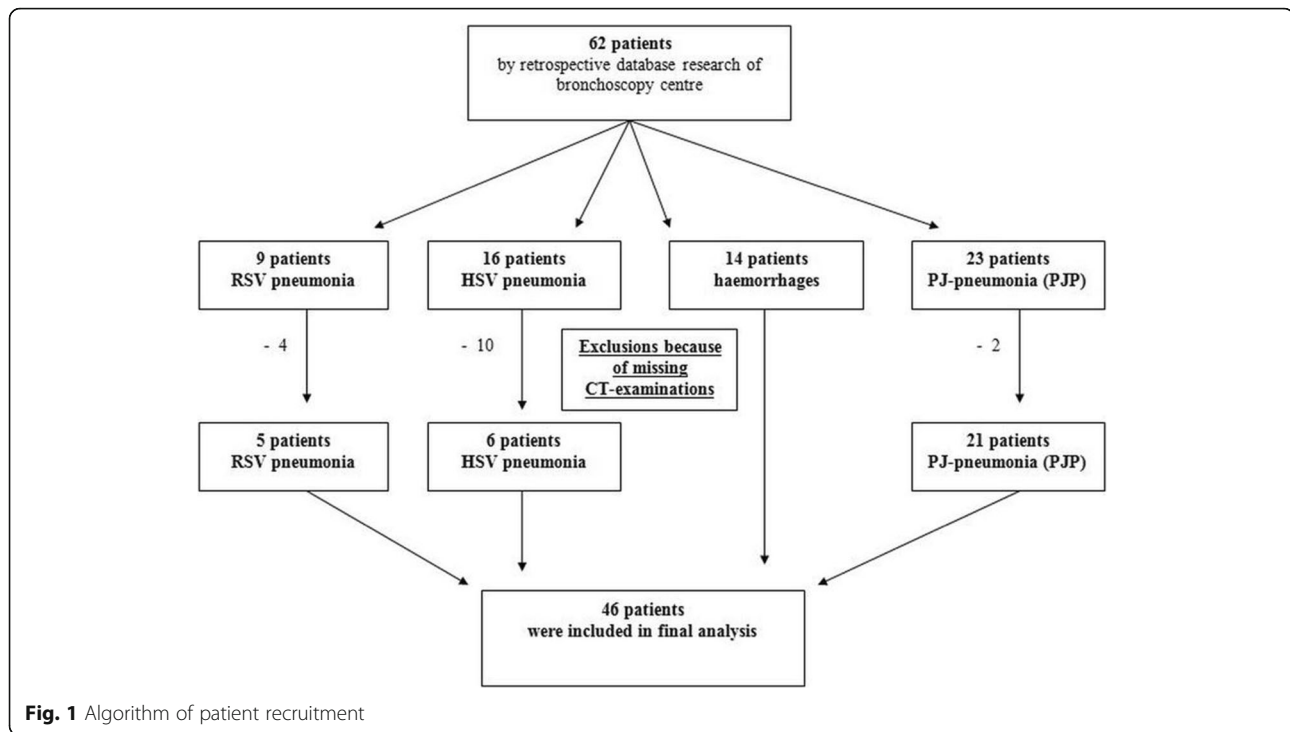 62 patients
by retrospective database research of
bronchoscopy centre
9 patients
RSV pneumonia
16 patients
HSV pneumonia
14 patients
haemorrhages
23 patients
PJ-pneumonia (PJP)
- 4
- 10
Exclusions because
of missing
CT-examinations
- 2
5 patients
RSV pneumonia
6 patients
HSV pneumonia
21 patients
PJ-pneumonia (PJP)
46 patients
were included in final analysis
Fig. 1 Algorithm of patient recruitment